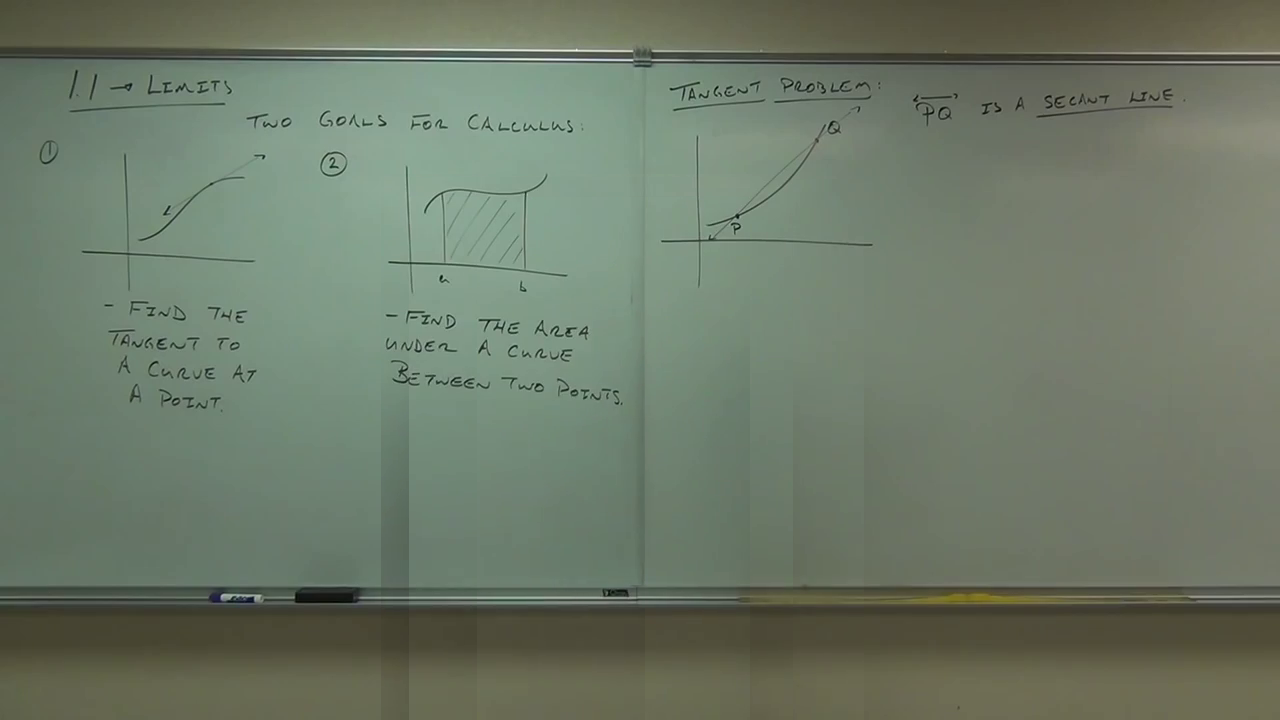 1.1 → LIMITS
TWO GOALS FOR CALCULUS:
①
- FIND THE
TANGENT TO
A CURVE AT
A POINT.
②
a b
- FIND THE AREA
UNDER A CURVE
BETWEEN TWO POINTS.
TANGENT PROBLEM:
Q
P
PQ IS A SECANT LINE.